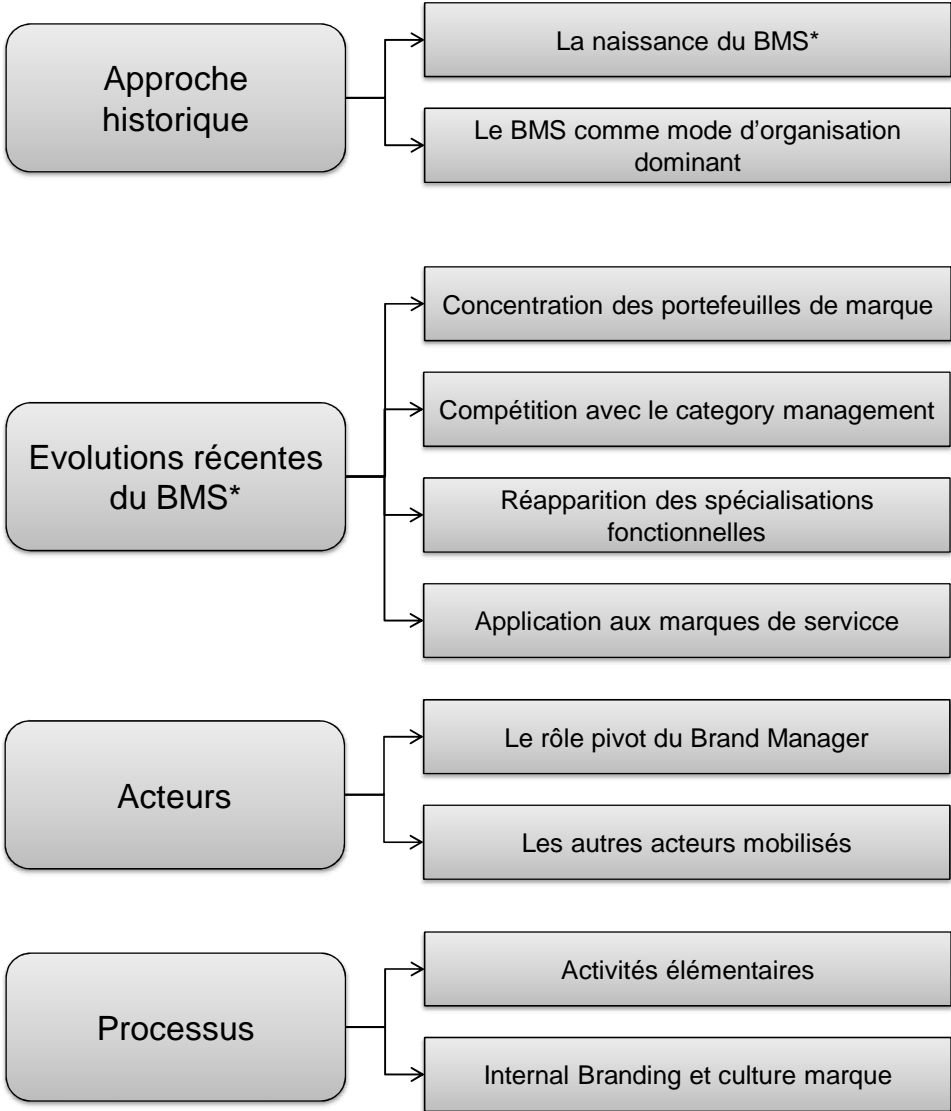 Approche
historique
La naissance du BMS*
Le BMS comme mode d'organisation
dominant
Evolutions récentes
du BMS*
Concentration des portefeuilles de marque
Compétition avec le category management
Réapparition des spécialisations
fonctionnelles
Application aux marques de servicce
Acteurs
Le rôle pivot du Brand Manager
Les autres acteurs mobilisés
Processus
Activités élémentaires
Internal Branding et culture marque